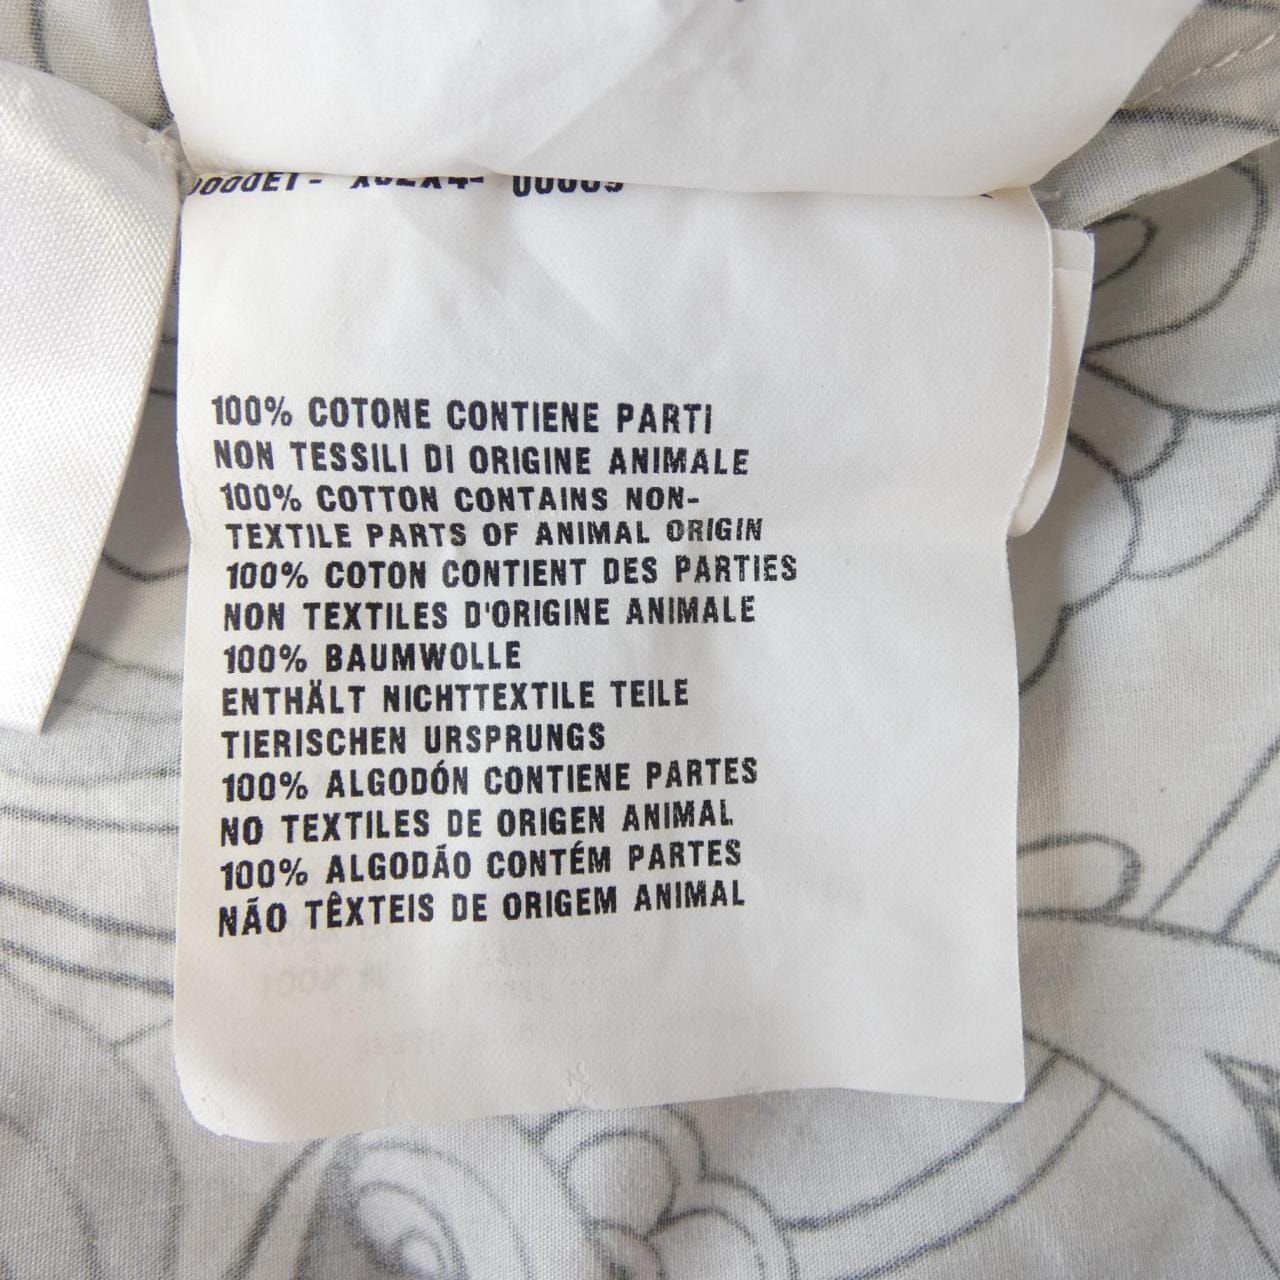 100% COTONE CONTIENE PARTI
NON TESSILI DI ORIGINE ANIMALE
100% COTTON CONTAINS NON-
TEXTILE PARTS OF ANIMAL ORIGIN
100% COTON CONTIENT DES PARTIES
NON TEXTILES D'ORIGINE ANIMALE
100% BAUMWOLLE
ENTHÄLT NICHTTEXTILE TEILE
TIERISCHEN URSPRUNGS
100% ALGODÓN CONTIENE PARTES
NO TEXTILES DE ORIGEN ANIMAL
100% ALGODÃO CONTÉM PARTES
NÃO TÊXTEIS DE ORIGEM ANIMAL